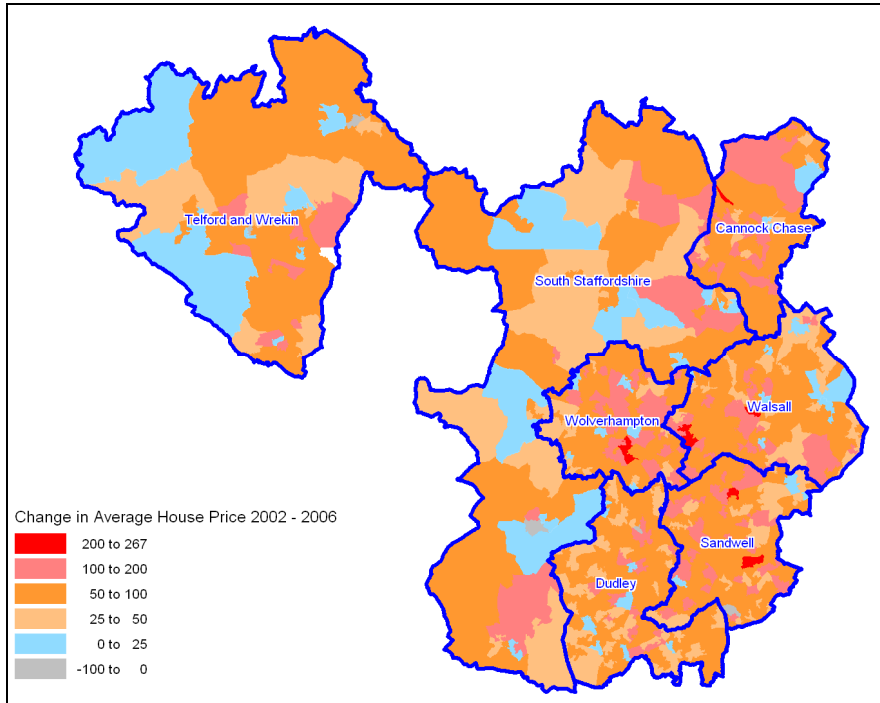 Telford and Wrekin
Cannock Chase
South Staffordshire
Wolverhampton
Walsall
Sandwell
Dudley
Change in Average House Price 2002 - 2006
200 to 267
100 to 200
50 to 100
25 to 50
0 to 25
-100 to 0